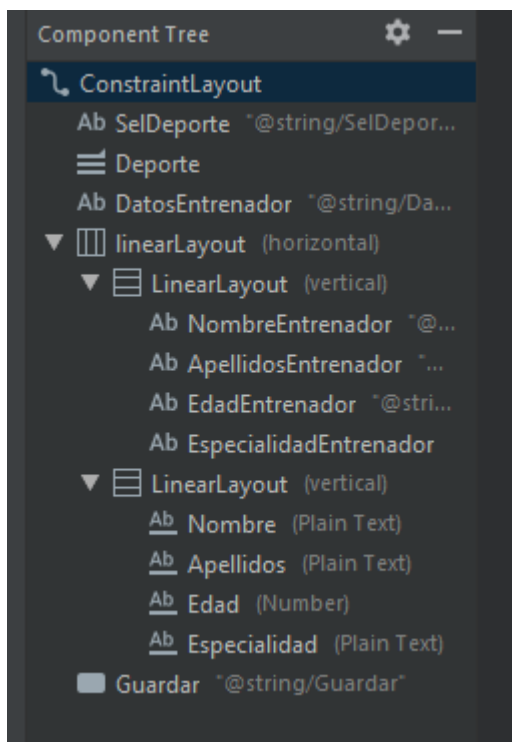 Component Tree
ConstraintLayout
Ab SelDeporte "@string/SelDepor...
Deporte
Ab DatosEntrenador "@string/Da...
linearLayout (horizontal)
LinearLayout (vertical)
Ab NombreEntrenador "@...
Ab ApellidosEntrenador "...
Ab EdadEntrenador "@stri...
Ab EspecialidadEntrenador
LinearLayout (vertical)
Ab Nombre (Plain Text)
Ab Apellidos (Plain Text)
Ab Edad (Number)
Ab Especialidad (Plain Text)
Guardar "@string/Guardar"